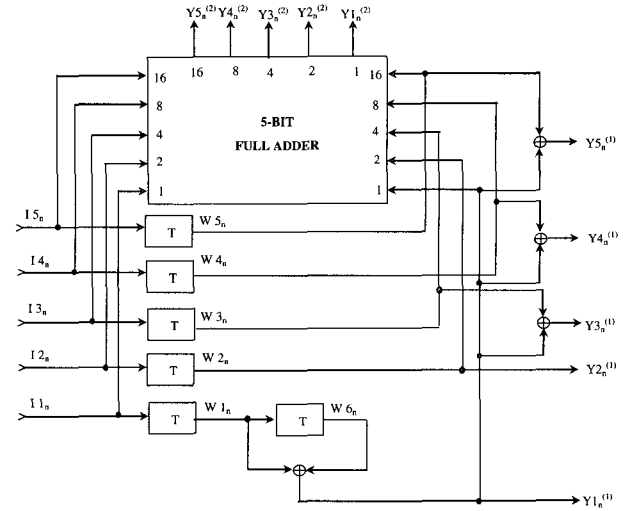 Y5n(2) Y4n(2) Y3n(2) Y2n(2) Y1n(2)
16 8 4 2 1
16 16
8 8
5-BIT
4 4
FULL ADDER
2 2
1 1
Y5n(1)
I 5n T W 5n
Y4n(1)
I 4n T W 4n
I 3n T W 3n Y3n(1)
I 2n T W 2n Y2n(1)
I 1n T W 1n T W 6n
Y1n(1)